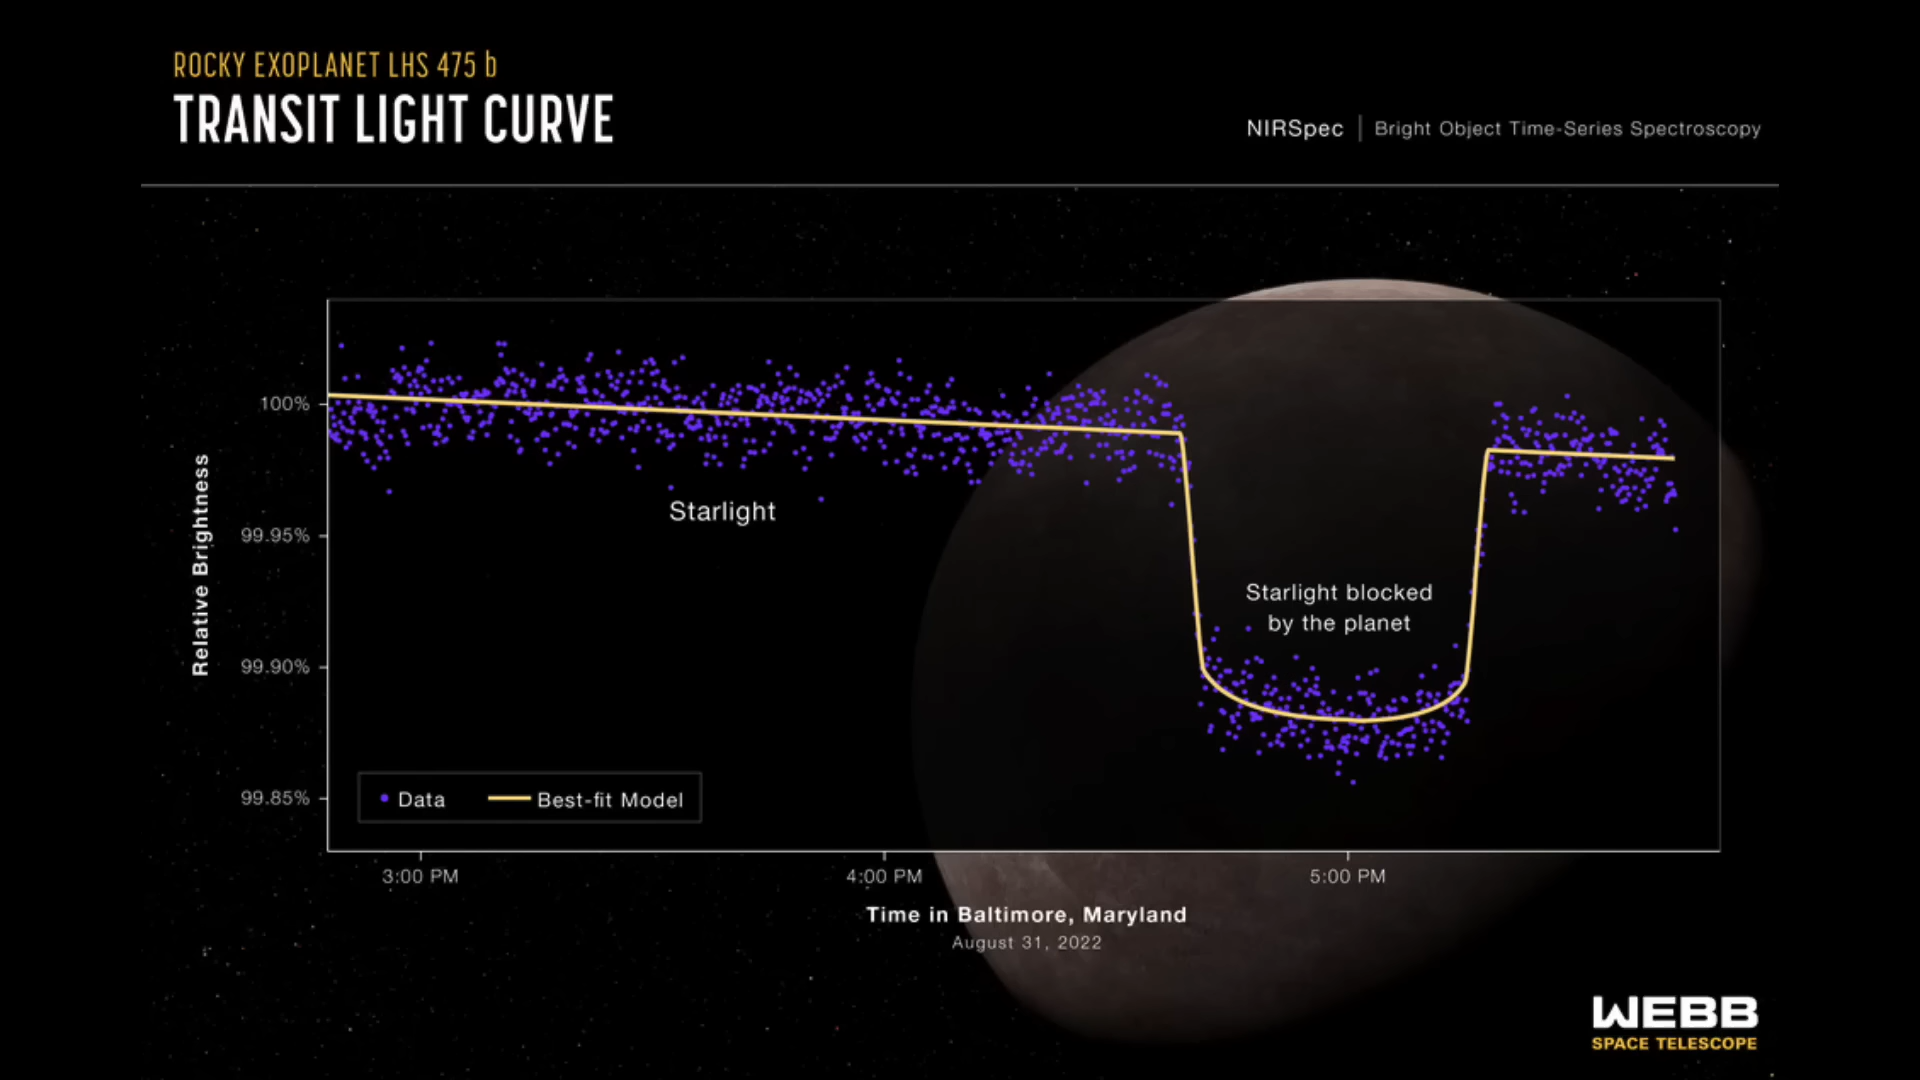 ROCKY EXOPLANET LHS 475 b
TRANSIT LIGHT CURVE
NIRSpec | Bright Object Time-Series Spectroscopy
Relative Brightness
100%
99.95%
99.90%
99.85%
Starlight
Starlight blocked
by the planet
Data
Best-fit Model
3:00 PM
4:00 PM
5:00 PM
Time in Baltimore, Maryland
August 31, 2022
WEBB
SPACE TELESCOPE